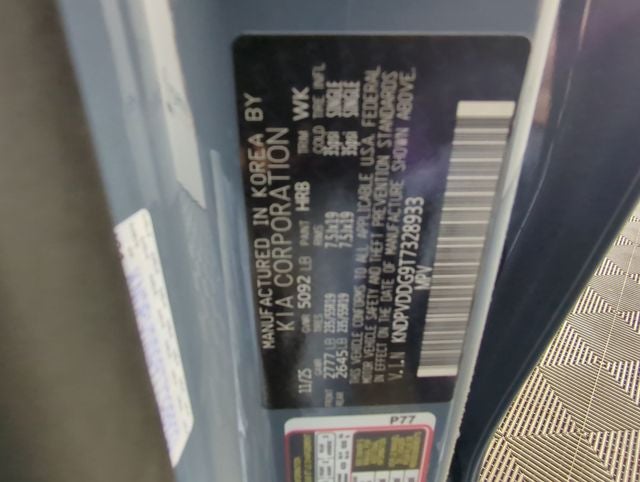 MANUFACTURED IN KOREA BY
KIA CORPORATION
11/25 GVWR 5092 LB HRB TRIM WK
GAWR TIRES RIMS COLD TIRE INFL
FRONT 2777 LB 235/55R19 7.5Jx19 35psi SINGLE
REAR 2645 LB 235/55R19 7.5Jx19 35psi SINGLE
THIS VEHICLE CONFORMS TO ALL APPLICABLE U.S.A. FEDERAL
MOTOR VEHICLE SAFETY AND THEFT PREVENTION STANDARDS
IN EFFECT ON THE DATE OF MANUFACTURE SHOWN ABOVE.
V.I.N KNDPVDDG9T7328933
MPV
P77